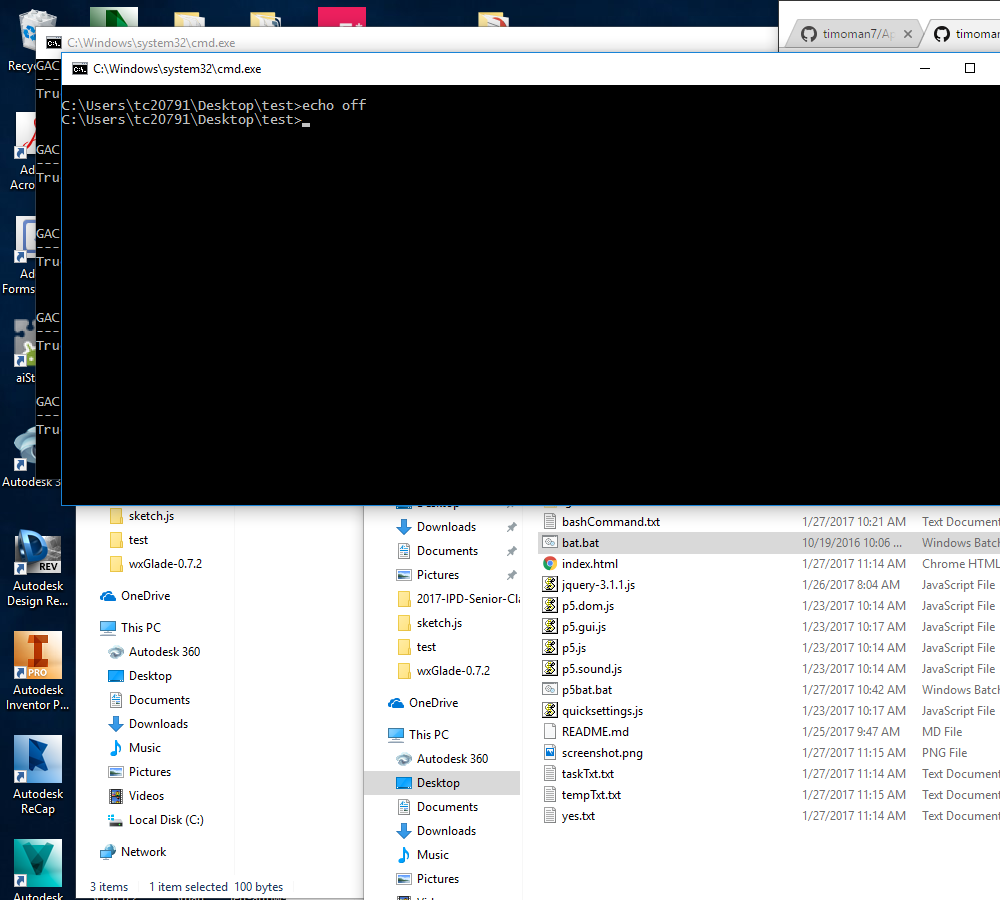 C:\Windows\system32\cmd.exe
timoman7/Ap
timoman
C:\Windows\system32\cmd.exe
C:\Users\tc20791\Desktop\test>echo off
C:\Users\tc20791\Desktop\test>
Recy
GAC
---
Tru
GAC
---
Tru
GAC
---
Tru
GAC
---
Tru
GAC
---
Tru
Ad
Acro
Ad
Forms
aiSt
Autodesk 3
REV
Autodesk
Design Re...
PRO
Autodesk
Inventor P...
Autodesk
ReCap
Autodesk
sketch.js
test
wxGlade-0.7.2
OneDrive
This PC
Autodesk 360
Desktop
Documents
Downloads
Music
Pictures
Videos
Local Disk (C:)
Network
3 items 1 item selected 100 bytes
Desktop
Downloads
Documents
Pictures
2017-IPD-Senior-Cla
sketch.js
test
wxGlade-0.7.2
OneDrive
This PC
Autodesk 360
Desktop
Documents
Downloads
Music
Pictures
bashCommand.txt 1/27/2017 10:21 AM Text Document
bat.bat 10/19/2016 10:06 ... Windows Batch
index.html 1/27/2017 11:14 AM Chrome HTML
jquery-3.1.1.js 1/26/2017 8:04 AM JavaScript File
p5.dom.js 1/23/2017 10:14 AM JavaScript File
p5.gui.js 1/23/2017 10:17 AM JavaScript File
p5.js 1/23/2017 10:14 AM JavaScript File
p5.sound.js 1/23/2017 10:14 AM JavaScript File
p5bat.bat 1/27/2017 10:42 AM Windows Batch
quicksettings.js 1/23/2017 10:17 AM JavaScript File
README.md 1/25/2017 9:47 AM MD File
screenshot.png 1/27/2017 11:15 AM PNG File
taskTxt.txt 1/27/2017 11:14 AM Text Document
tempTxt.txt 1/27/2017 11:15 AM Text Document
yes.txt 1/27/2017 11:14 AM Text Document